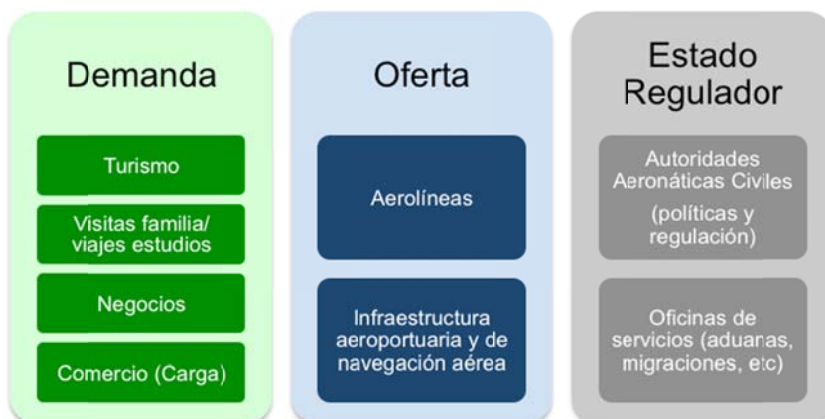 Demanda
Turismo
Visitas familia/
viajes estudios
Negocios
Comercio (Carga)
Oferta
Aerolíneas
Infraestructura
aeroportuaria y de
navegación aérea
Estado
Regulador
Autoridades
Aeronáticas Civiles
(políticas y
regulación)
Oficinas de
servicios (aduanas,
migraciones, etc)